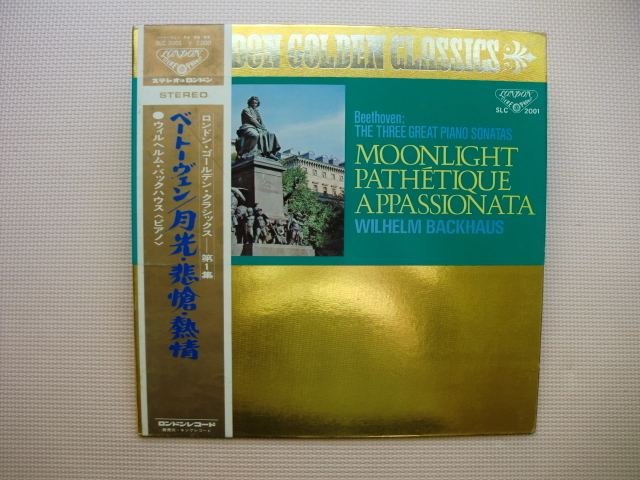 DON GOLDEN CLASSICS
LONDON
SLC 2001
Beethoven:
THE THREE GREAT PIANO SONATAS
MOONLIGHT
PATHÉTIQUE
APPASSIONATA
WILHELM BACKHAUS
LONDON
ステレオ・ロンドン
STEREO
ロンドン・ゴールデン・クラシックス——第1集
ベートーヴェン/月光・悲愴・熱情
●ウィルヘルム・バックハウス〈ピアノ〉
ロンドンレコード